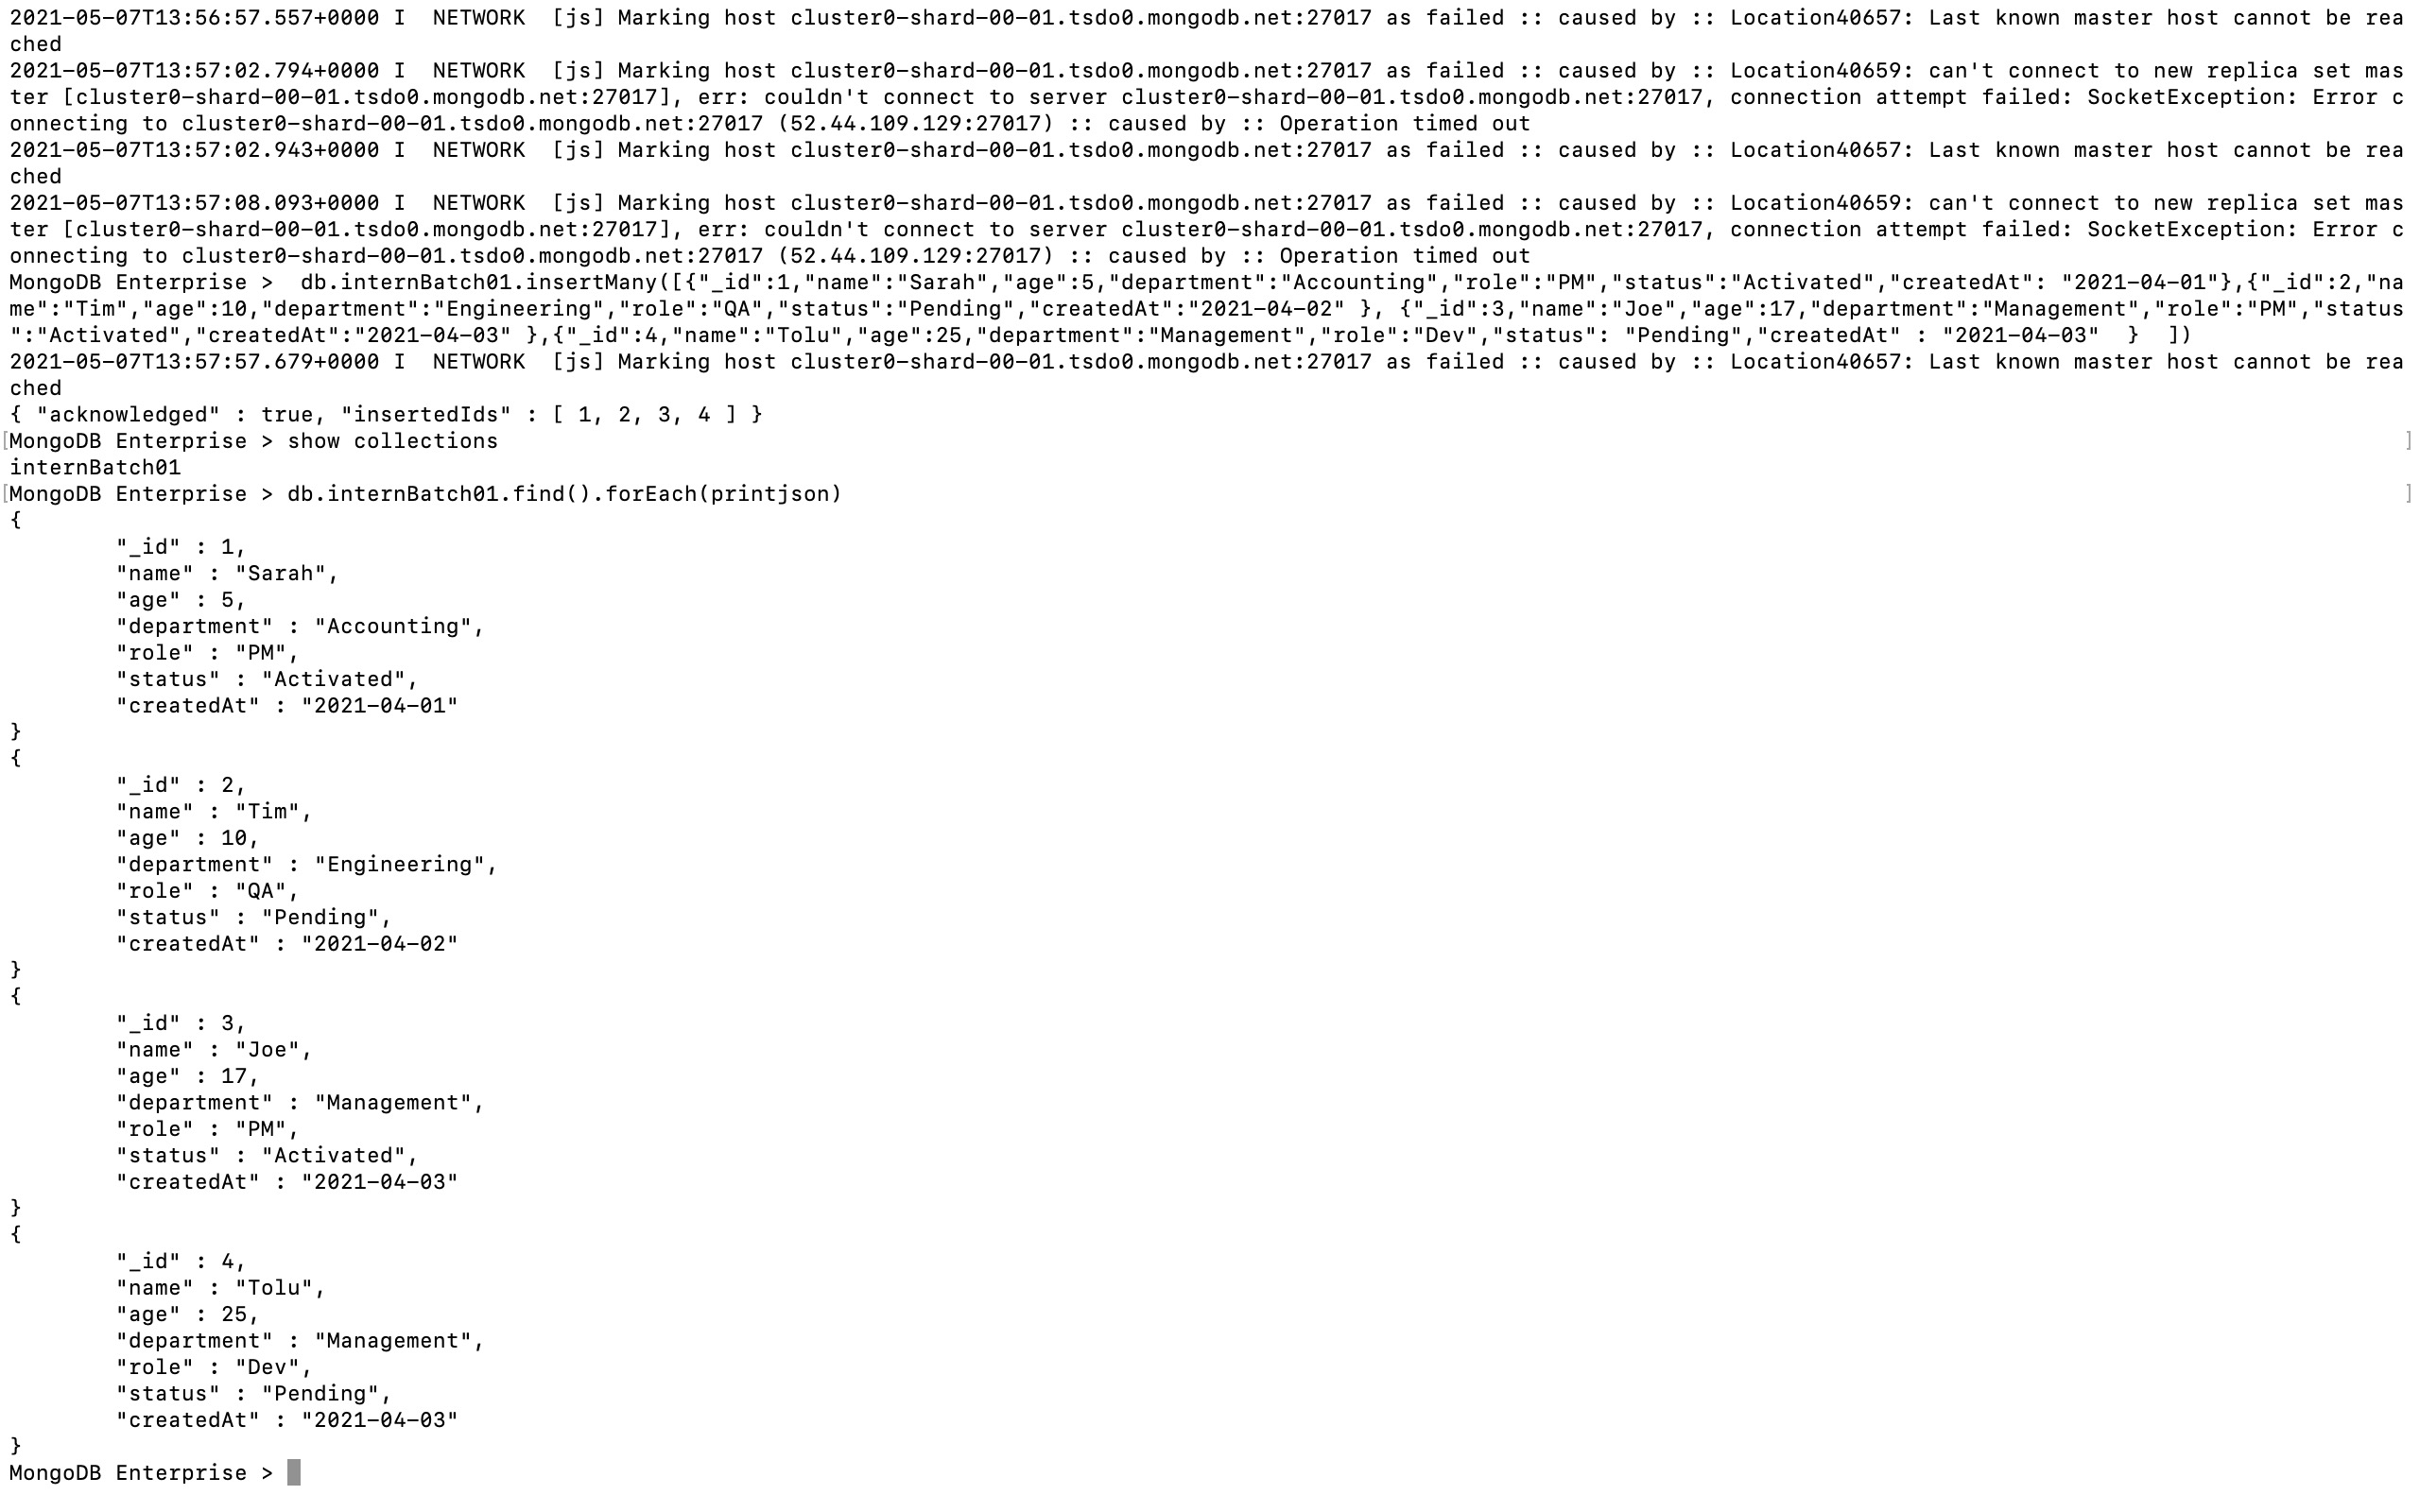 2021-05-07T13:56:57.557+0000 I  NETWORK  [js] Marking host cluster0-shard-00-01.tsdo0.mongodb.net:27017 as failed :: caused by :: Location40657: Last known master host cannot be rea
ched
2021-05-07T13:57:02.794+0000 I  NETWORK  [js] Marking host cluster0-shard-00-01.tsdo0.mongodb.net:27017 as failed :: caused by :: Location40659: can't connect to new replica set mas
ter [cluster0-shard-00-01.tsdo0.mongodb.net:27017], err: couldn't connect to server cluster0-shard-00-01.tsdo0.mongodb.net:27017, connection attempt failed: SocketException: Error c
onnecting to cluster0-shard-00-01.tsdo0.mongodb.net:27017 (52.44.109.129:27017) :: caused by :: Operation timed out
2021-05-07T13:57:02.943+0000 I  NETWORK  [js] Marking host cluster0-shard-00-01.tsdo0.mongodb.net:27017 as failed :: caused by :: Location40657: Last known master host cannot be rea
ched
2021-05-07T13:57:08.093+0000 I  NETWORK  [js] Marking host cluster0-shard-00-01.tsdo0.mongodb.net:27017 as failed :: caused by :: Location40659: can't connect to new replica set mas
ter [cluster0-shard-00-01.tsdo0.mongodb.net:27017], err: couldn't connect to server cluster0-shard-00-01.tsdo0.mongodb.net:27017, connection attempt failed: SocketException: Error c
onnecting to cluster0-shard-00-01.tsdo0.mongodb.net:27017 (52.44.109.129:27017) :: caused by :: Operation timed out
MongoDB Enterprise >  db.internBatch01.insertMany([{"_id":1,"name":"Sarah","age":5,"department":"Accounting","role":"PM","status":"Activated","createdAt": "2021-04-01"},{"_id":2,"na
me":"Tim","age":10,"department":"Engineering","role":"QA","status":"Pending","createdAt":"2021-04-02" }, {"_id":3,"name":"Joe","age":17,"department":"Management","role":"PM","status
":"Activated","createdAt":"2021-04-03" },{"_id":4,"name":"Tolu","age":25,"department":"Management","role":"Dev","status": "Pending","createdAt" : "2021-04-03"  }  ])
2021-05-07T13:57:57.679+0000 I  NETWORK  [js] Marking host cluster0-shard-00-01.tsdo0.mongodb.net:27017 as failed :: caused by :: Location40657: Last known master host cannot be rea
ched
{ "acknowledged" : true, "insertedIds" : [ 1, 2, 3, 4 ] }
[MongoDB Enterprise > show collections ]
internBatch01
[MongoDB Enterprise > db.internBatch01.find().forEach(printjson) ]
{
        "_id" : 1,
        "name" : "Sarah",
        "age" : 5,
        "department" : "Accounting",
        "role" : "PM",
        "status" : "Activated",
        "createdAt" : "2021-04-01"
}
{
        "_id" : 2,
        "name" : "Tim",
        "age" : 10,
        "department" : "Engineering",
        "role" : "QA",
        "status" : "Pending",
        "createdAt" : "2021-04-02"
}
{
        "_id" : 3,
        "name" : "Joe",
        "age" : 17,
        "department" : "Management",
        "role" : "PM",
        "status" : "Activated",
        "createdAt" : "2021-04-03"
}
{
        "_id" : 4,
        "name" : "Tolu",
        "age" : 25,
        "department" : "Management",
        "role" : "Dev",
        "status" : "Pending",
        "createdAt" : "2021-04-03"
}
MongoDB Enterprise >